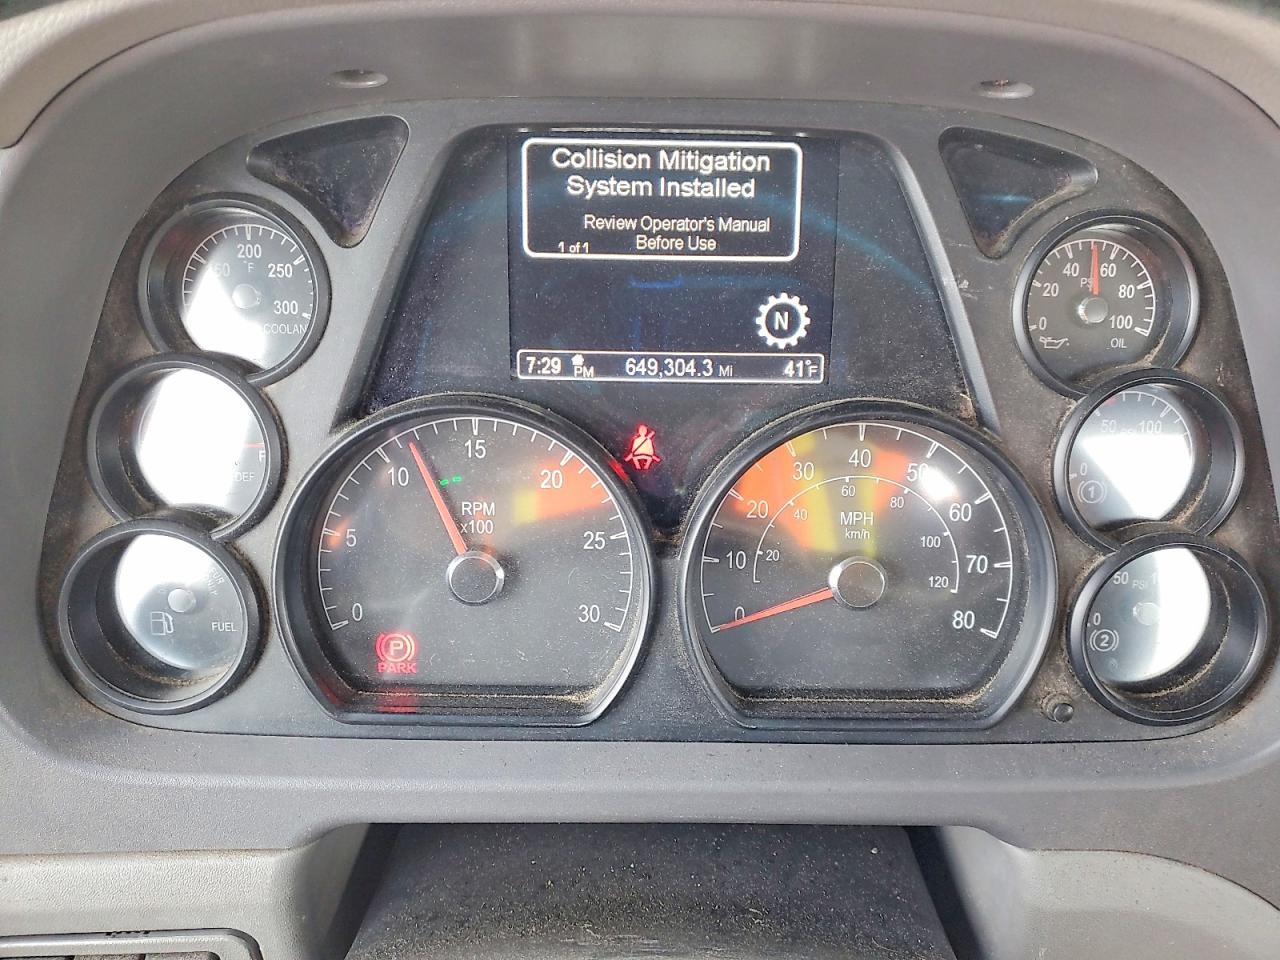 Collision Mitigation
System Installed
Review Operator's Manual
Before Use
1 of 1
N
7:29 PM 649,304.3 Mi 41°F
200
°F
250
300
50
F
DEF
FUEL
0
5
10
15
20
25
30
RPM
x100
P
PARK
0
10
20
30
40
50
60
70
80
MPH
km/h
20
40
60
80
100
120
0
20
40
60
80
100
OIL
0
50
100
1
0
50
PSI
2